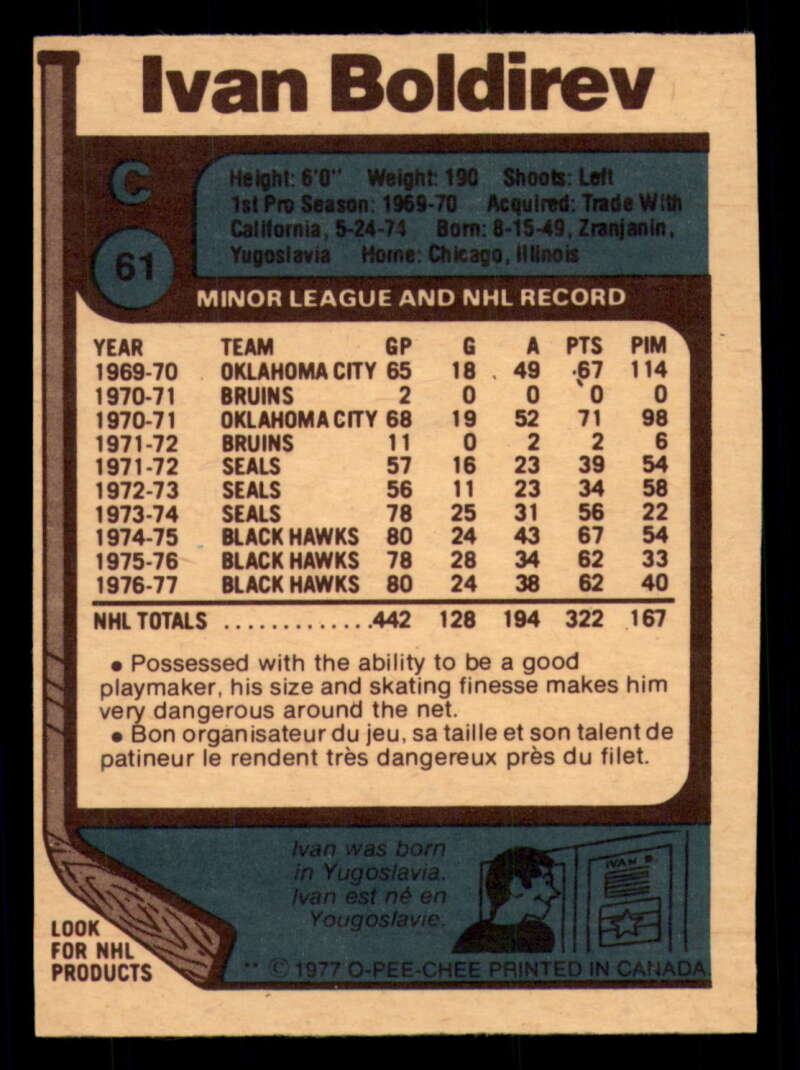 Ivan Boldirev
C
61
Height: 6'0" Weight: 190 Shoots: Left
1st Pro Season: 1969-70 Acquired: Trade With
California, 5-24-74 Born: 8-15-49, Zranjanin,
Yugoslavia Home: Chicago, Illinois
MINOR LEAGUE AND NHL RECORD
YEAR TEAM GP G A PTS PIM
1969-70 OKLAHOMA CITY 65 18 49 67 114
1970-71 BRUINS 2 0 0 0 0
1970-71 OKLAHOMA CITY 68 19 52 71 98
1971-72 BRUINS 11 0 2 2 6
1971-72 SEALS 57 16 23 39 54
1972-73 SEALS 56 11 23 34 58
1973-74 SEALS 78 25 31 56 22
1974-75 BLACK HAWKS 80 24 43 67 54
1975-76 BLACK HAWKS 78 28 34 62 33
1976-77 BLACK HAWKS 80 24 38 62 40
NHL TOTALS .............442 128 194 322 167
• Possessed with the ability to be a good
playmaker, his size and skating finesse makes him
very dangerous around the net.
• Bon organisateur du jeu, sa taille et son talent de
patineur le rendent très dangereux près du filet.
Ivan was born
in Yugoslavia.
Ivan est né en
Yougoslavie.
IVAN B.
LOOK
FOR NHL
PRODUCTS
** © 1977 O-PEE-CHEE PRINTED IN CANADA